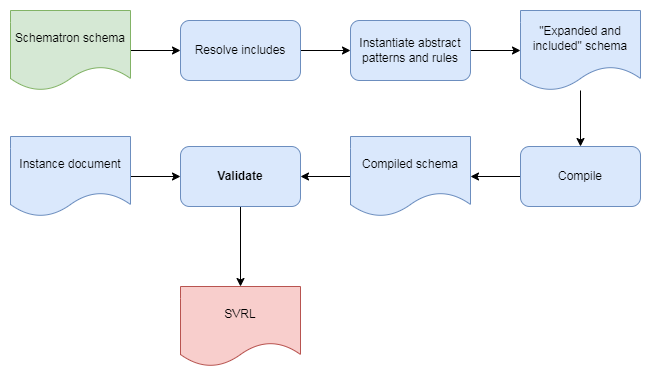 Schematron schema
Resolve includes
Instantiate abstract
patterns and rules
"Expanded and
included" schema
Instance document
Validate
Compiled schema
Compile
SVRL